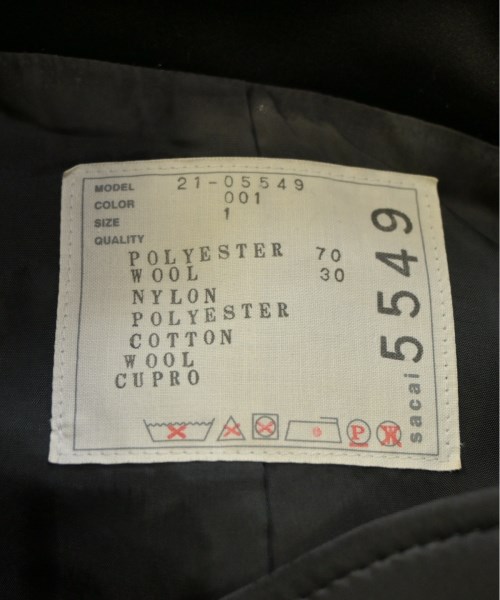 MODEL 21-05549
COLOR 001
SIZE 1
QUALITY
POLYESTER 70
WOOL 30
NYLON
POLYESTER
COTTON
WOOL
CUPRO
P W
sacai 5549